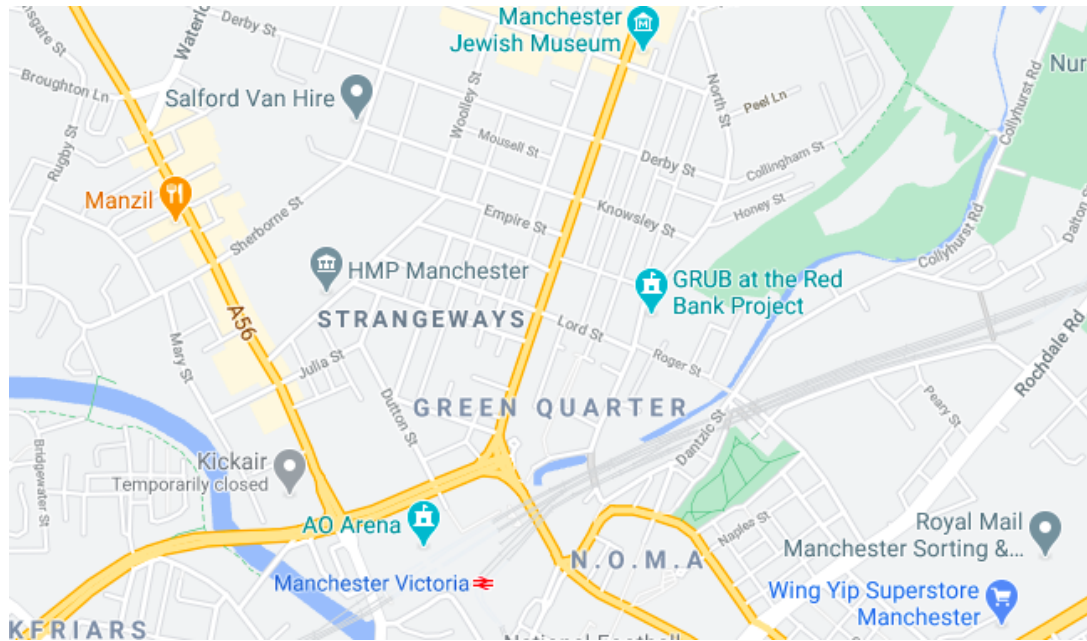 Manchester
Jewish Museum
Derby St
Broughton Ln
Salford Van Hire
Woolley St
North St
Peel Ln
Collyhurst Rd
Rugby St
Mousell St
Derby St
Collingham St
Manzil
Sherborne St
Empire St
Knowsley St
Honey St
Collyhurst Rd
HMP Manchester
GRUB at the Red
Bank Project
A56
STRANGEWAYS
Lord St
Roger St
Rochdale Rd
Mary St
Julia St
Dutton St
GREEN QUARTER
Dantzic St
Peary St
Bridgewater St
Kickair
Temporarily closed
AO Arena
Naples St
Royal Mail
Manchester Sorting &...
N.O.M.A
Manchester Victoria
Wing Yip Superstore
Manchester
KFRIARS